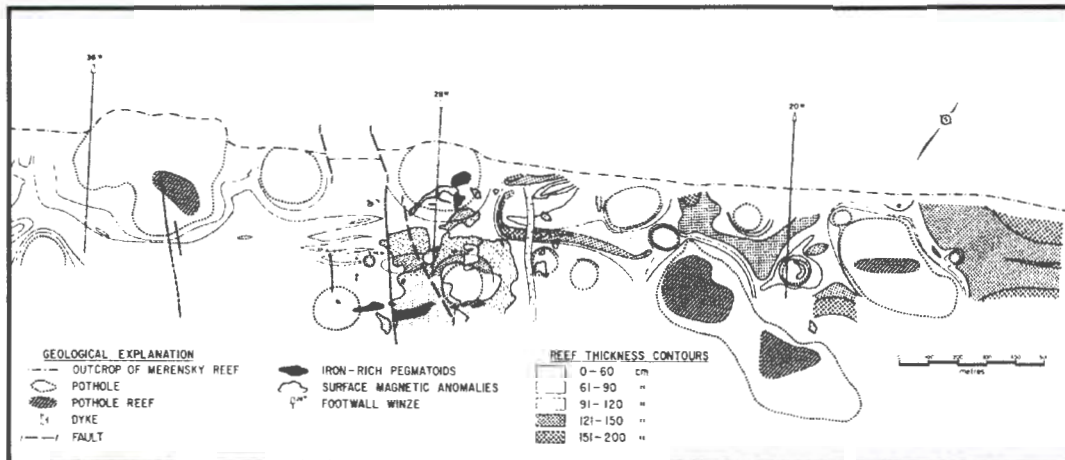 36w
28w
20w
GEOLOGICAL EXPLANATION
OUTCROP OF MERENSKY REEF
POTHOLE
POTHOLE REEF
DYKE
FAULT
IRON-RICH PEGMATOIDS
SURFACE MAGNETIC ANOMALIES
FOOTWALL WINZE
REEF THICKNESS CONTOURS
0-60 cm
61-90 "
91-120 "
121-150 "
151-200 "
metres